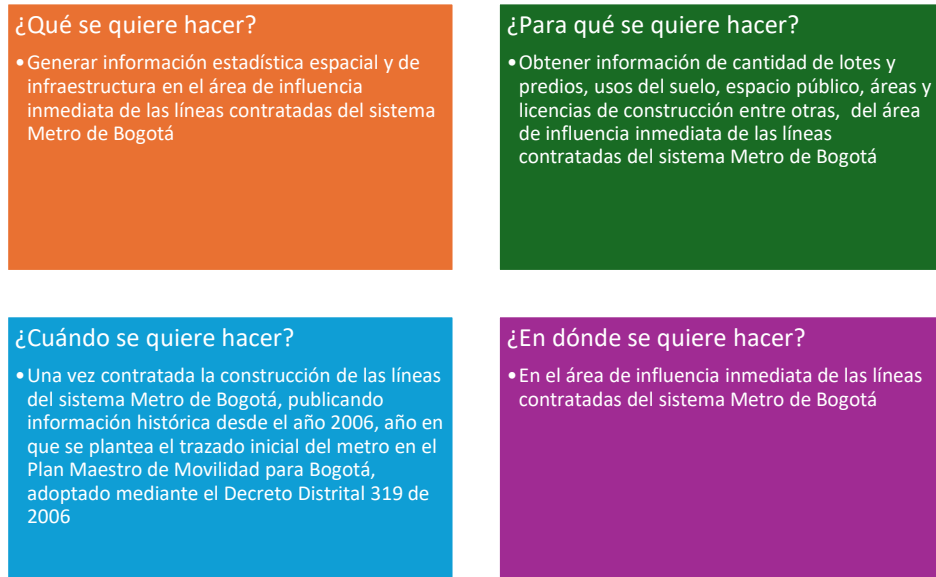 ¿Qué se quiere hacer?
•Generar información estadística espacial y de
infraestructura en el área de influencia
inmediata de las líneas contratadas del sistema
Metro de Bogotá
¿Para qué se quiere hacer?
•Obtener información de cantidad de lotes y
predios, usos del suelo, espacio público, áreas y
licencias de construcción entre otras, del área
de influencia inmediata de las líneas
contratadas del sistema Metro de Bogotá
¿Cuándo se quiere hacer?
•Una vez contratada la construcción de las líneas
del sistema Metro de Bogotá, publicando
información histórica desde el año 2006, año en
que se plantea el trazado inicial del metro en el
Plan Maestro de Movilidad para Bogotá,
adoptado mediante el Decreto Distrital 319 de
2006
¿En dónde se quiere hacer?
•En el área de influencia inmediata de las líneas
contratadas del sistema Metro de Bogotá